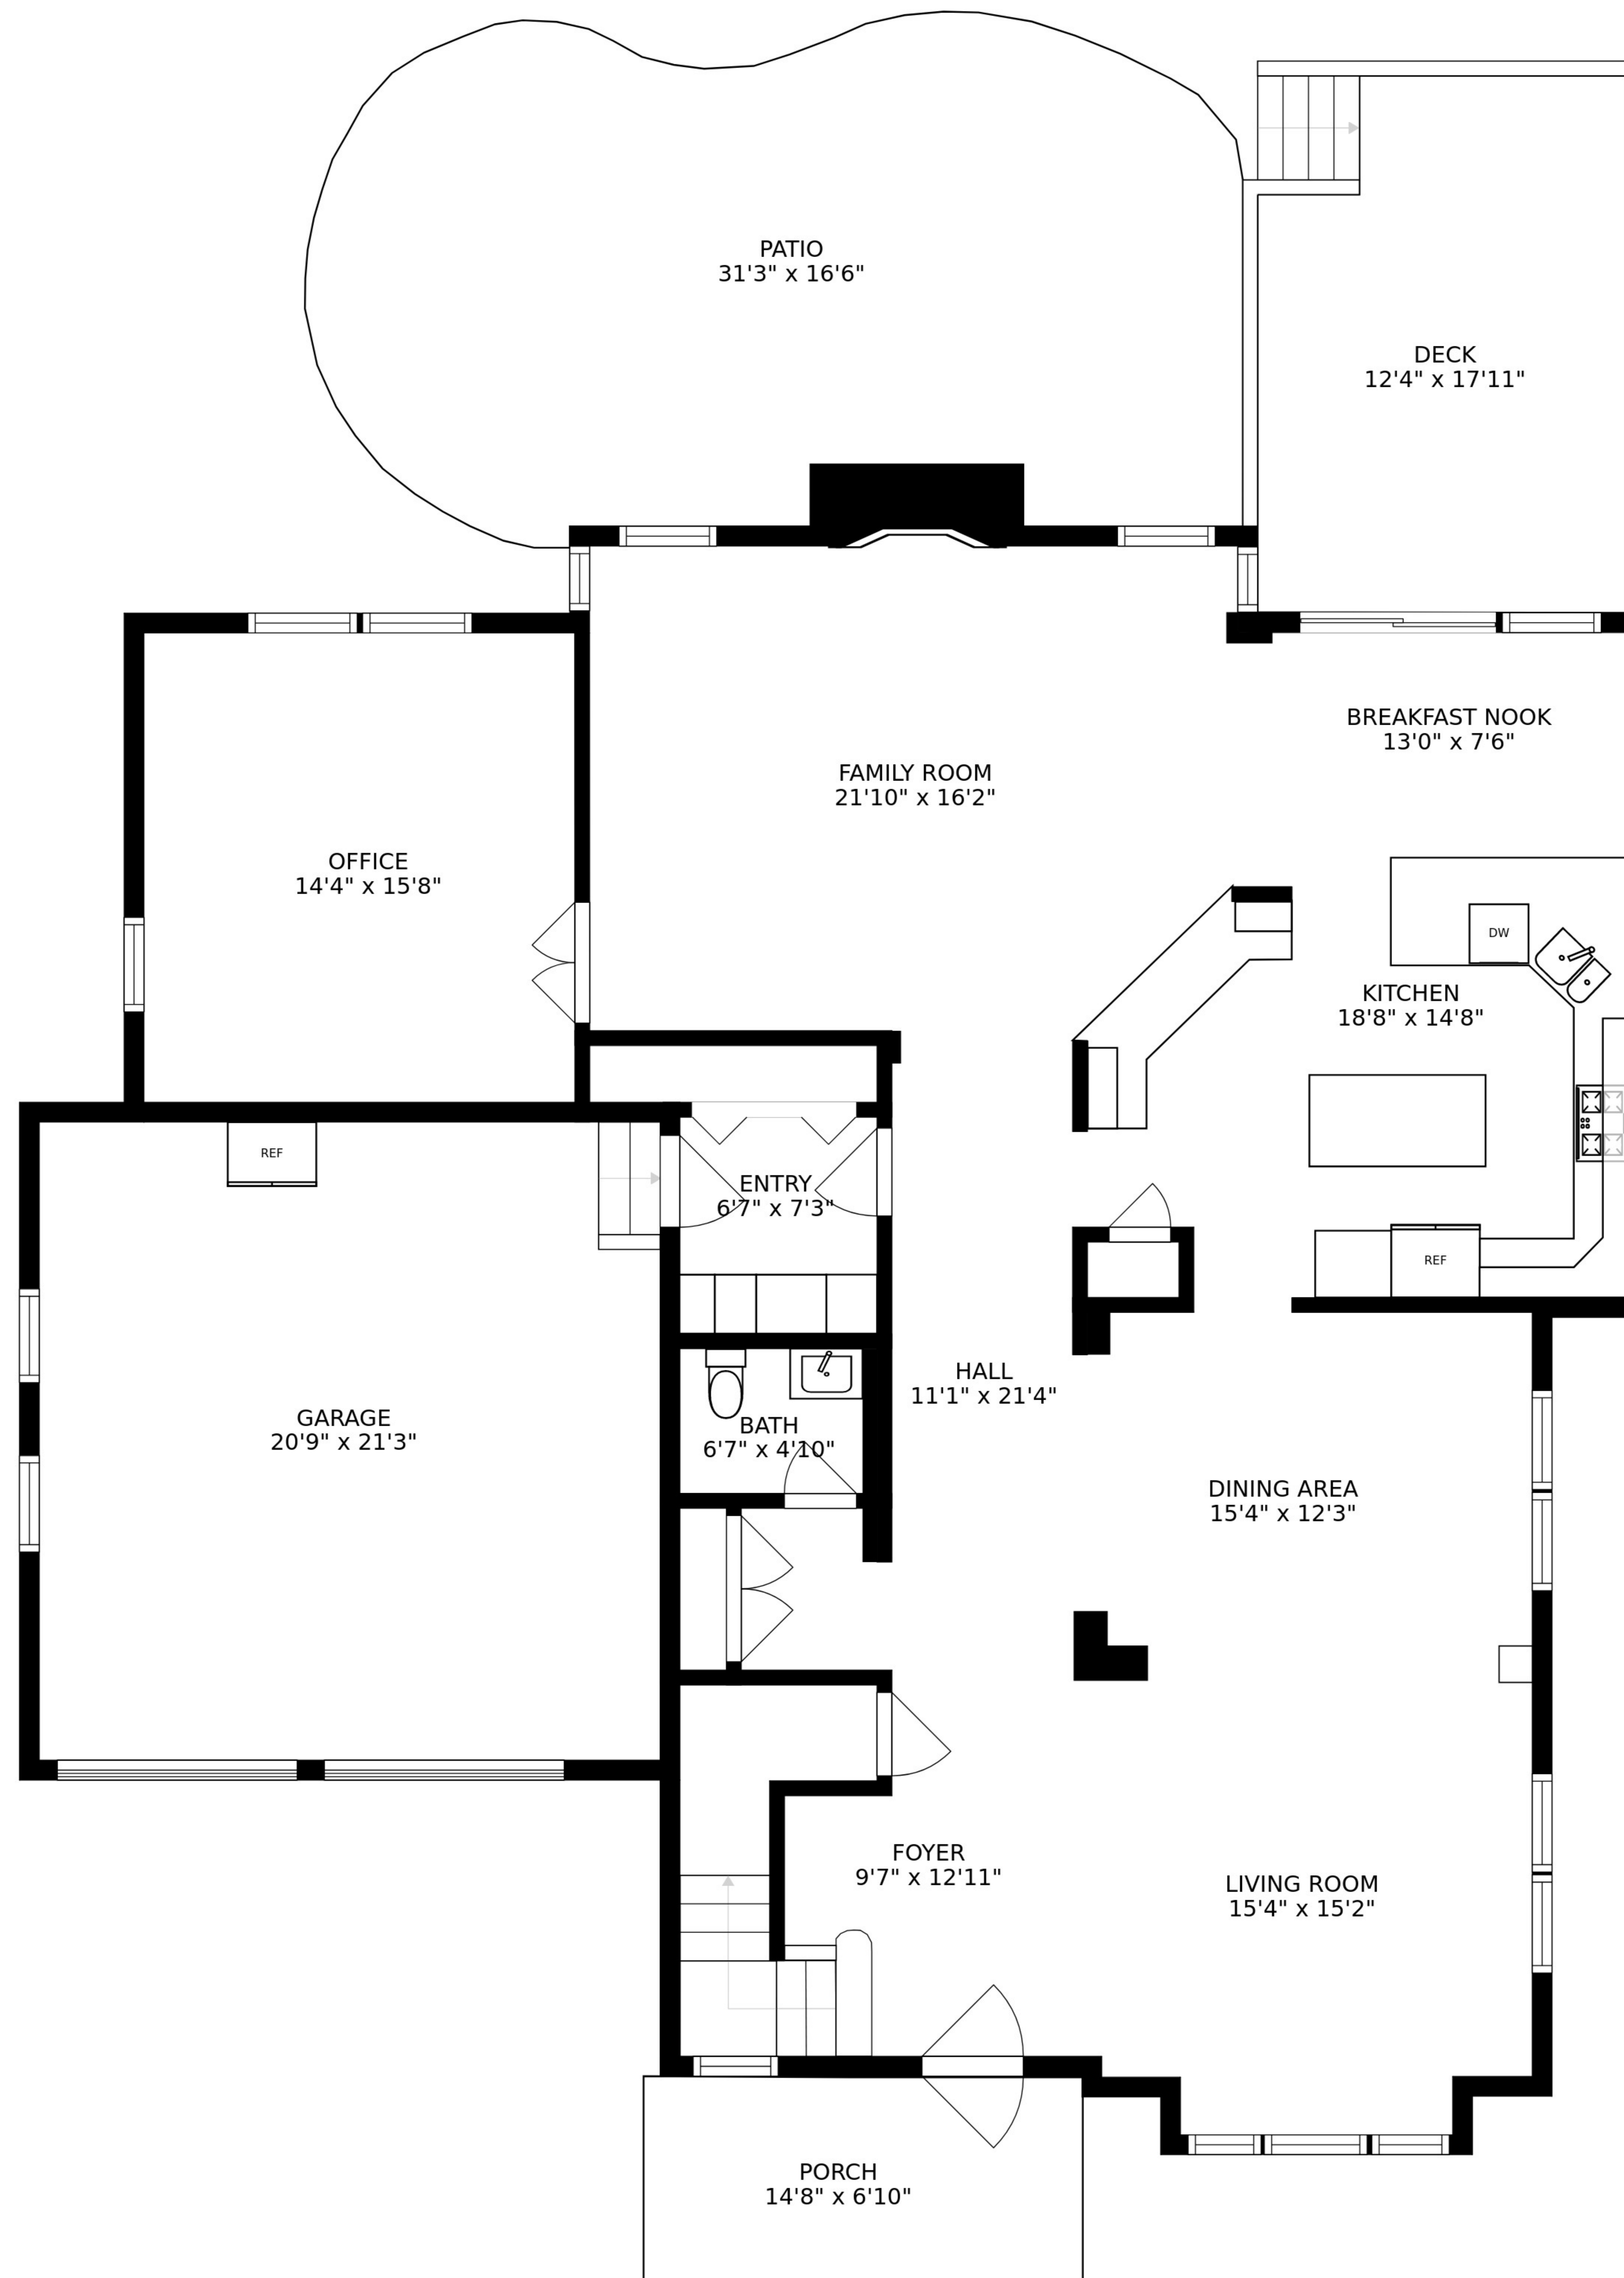 PATIO
31'3" x 16'6"
DECK
12'4" x 17'11"
BREAKFAST NOOK
13'0" x 7'6"
FAMILY ROOM
21'10" x 16'2"
OFFICE
14'4" x 15'8"
DW
KITCHEN
18'8" x 14'8"
REF
ENTRY
6'7" x 7'3"
REF
HALL
11'1" x 21'4"
GARAGE
20'9" x 21'3"
BATH
6'7" x 4'10"
DINING AREA
15'4" x 12'3"
FOYER
9'7" x 12'11"
LIVING ROOM
15'4" x 15'2"
PORCH
14'8" x 6'10"